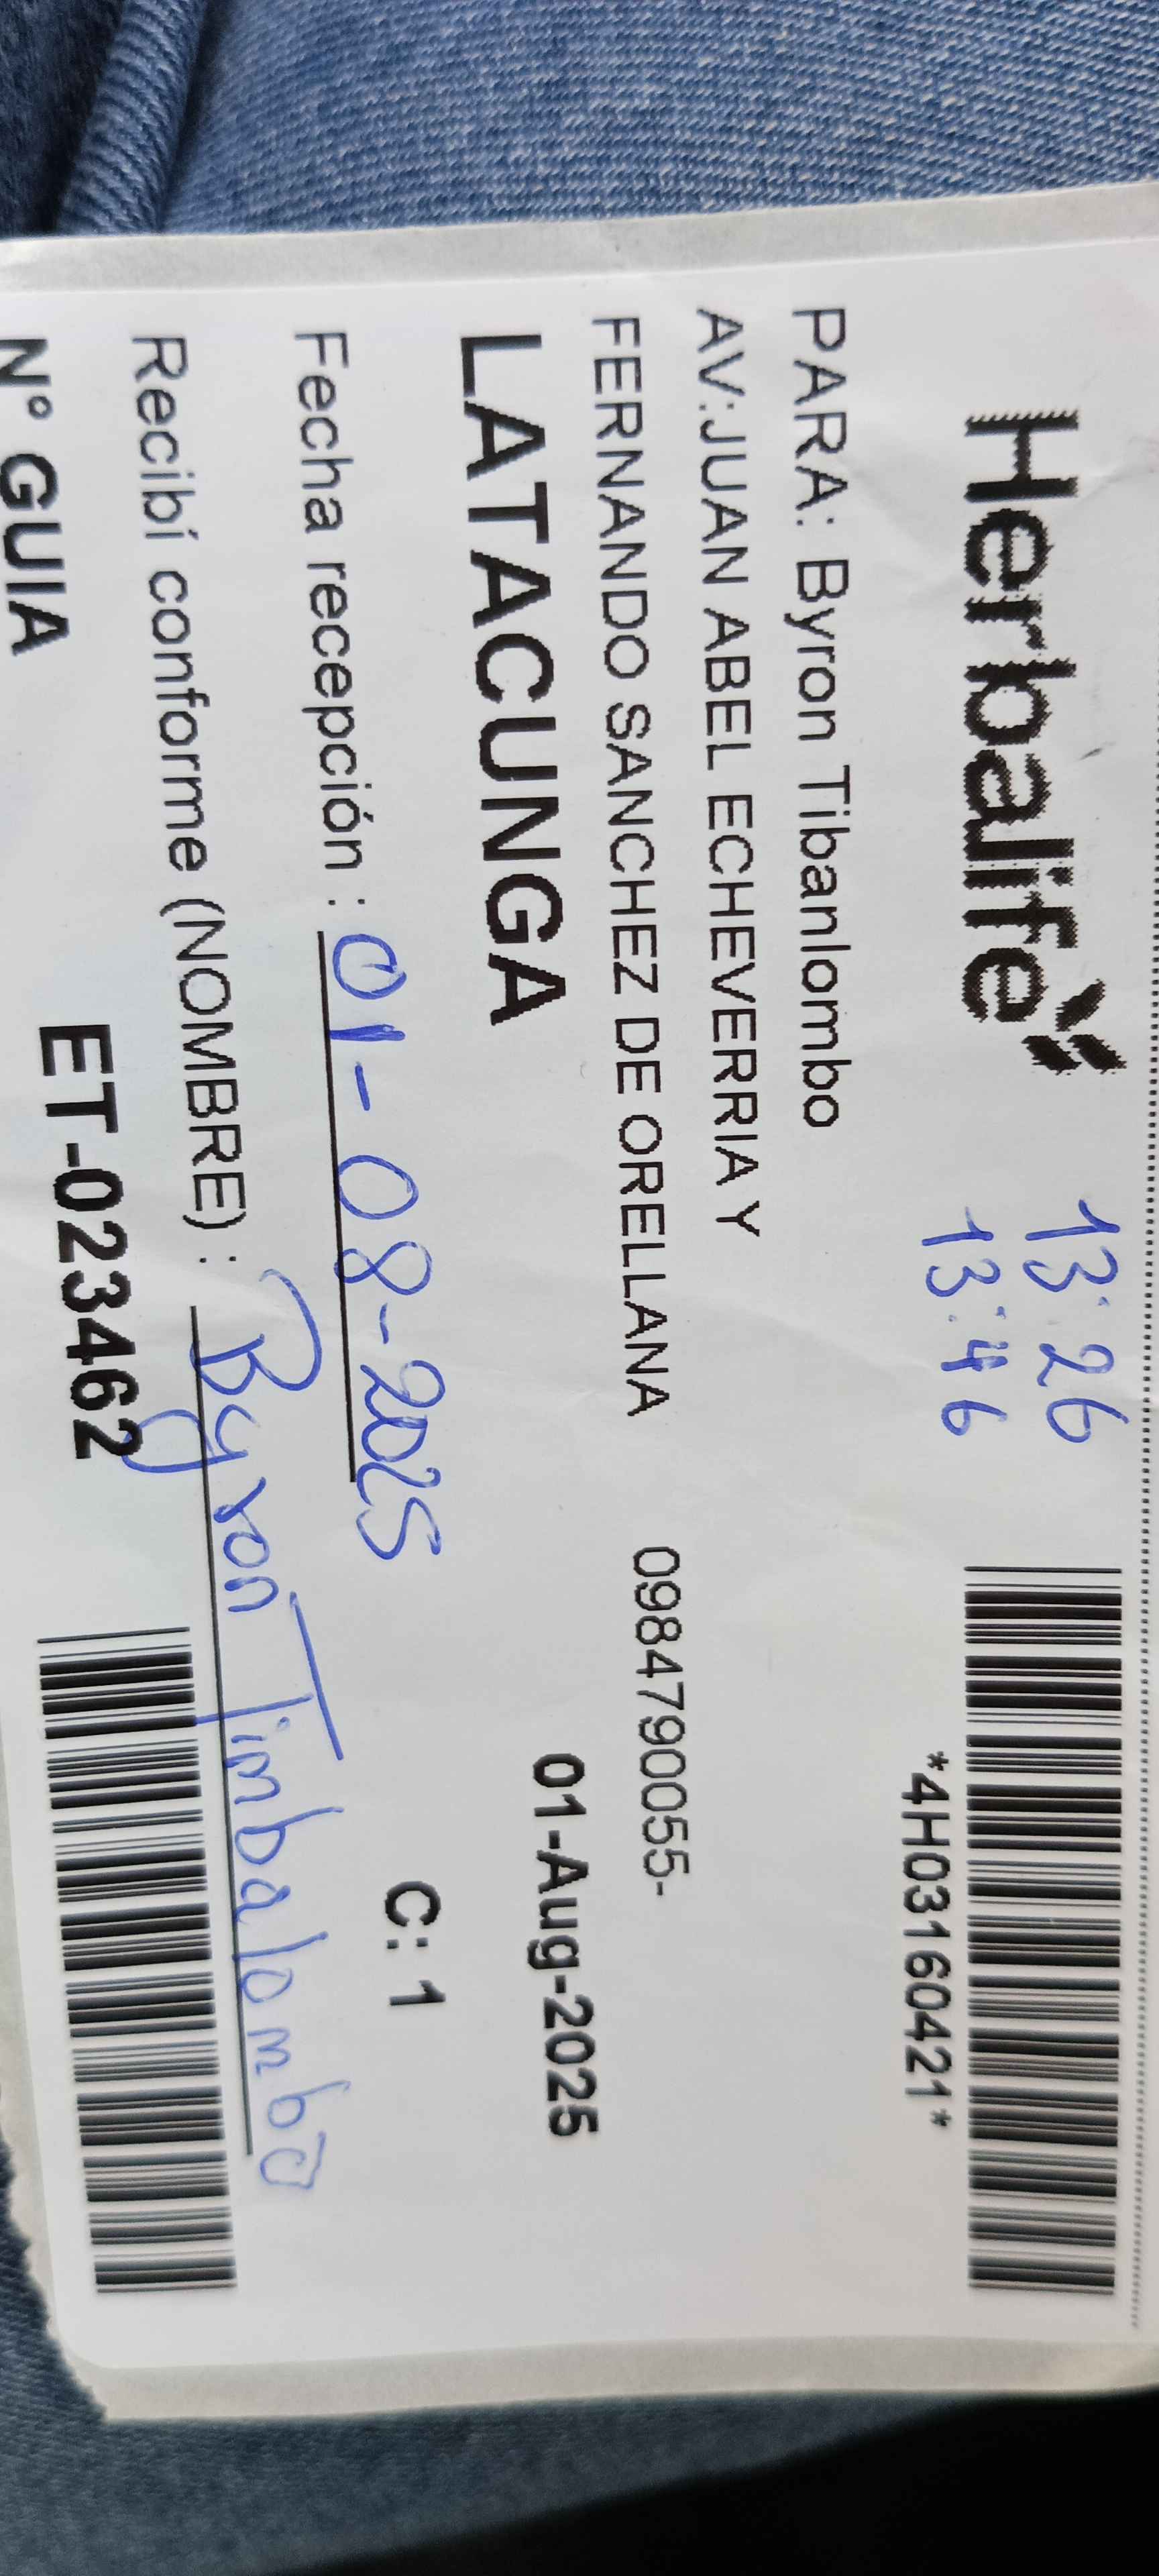 Herbalife
13:26
13:46
*4H03160421*
PARA: Byron Tibanlombo
AV:JUAN ABEL ECHEVERRIA Y
FERNANDO SANCHEZ DE ORELLANA 0984790055-
LATACUNGA 01-Aug-2025
Fecha recepción : 01-08-2025 C: 1
Recibí conforme (NOMBRE) : Byron Timbalombo
N° GUIA ET-023462